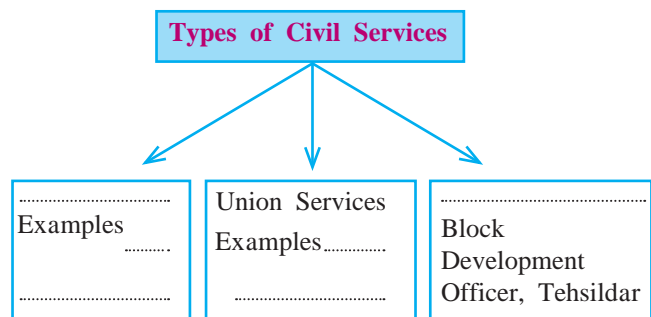 Types of Civil Services
....................................
Examples
..........
....................................
Union Services
Examples...............
.............................
..................................................
Block
Development
Officer, Tehsildar